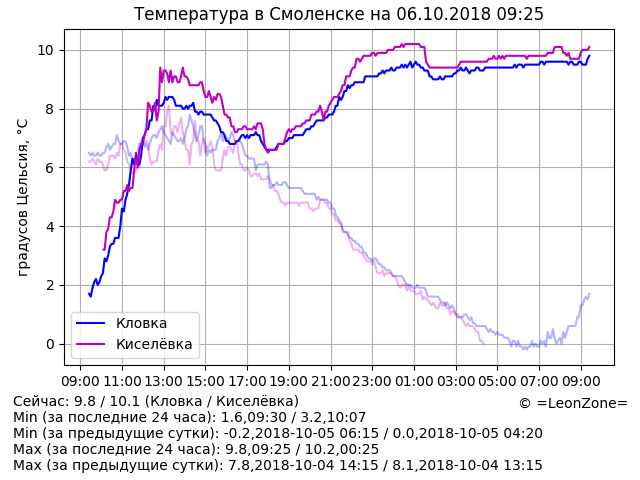 Температура в Смоленске на 06.10.2018 09:25
градусов Цельсия, °C
10
8
6
4
2
0
Кловка
Киселёвка
09:00 11:00 13:00 15:00 17:00 19:00 21:00 23:00 01:00 03:00 05:00 07:00 09:00
Сейчас: 9.8 / 10.1 (Кловка / Киселёвка)
© =LeonZone=
Min (за последние 24 часа): 1.6,09:30 / 3.2,10:07
Min (за предыдущие сутки): -0.2,2018-10-05 06:15 / 0.0,2018-10-05 04:20
Max (за последние 24 часа): 9.8,09:25 / 10.2,00:25
Max (за предыдущие сутки): 7.8,2018-10-04 14:15 / 8.1,2018-10-04 13:15